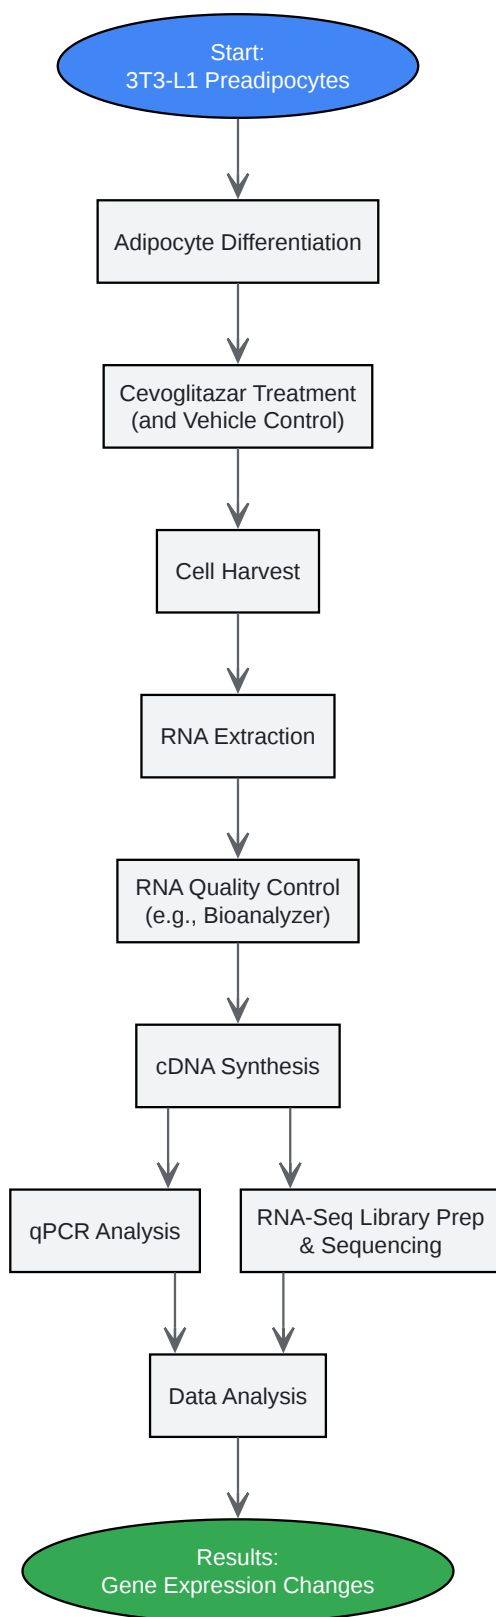 Start:
3T3-L1 Preadipocytes
Adipocyte Differentiation
Cevoglitazar Treatment
(and Vehicle Control)
Cell Harvest
RNA Extraction
RNA Quality Control
(e.g., Bioanalyzer)
cDNA Synthesis
qPCR Analysis
RNA-Seq Library Prep
& Sequencing
Data Analysis
Results:
Gene Expression Changes